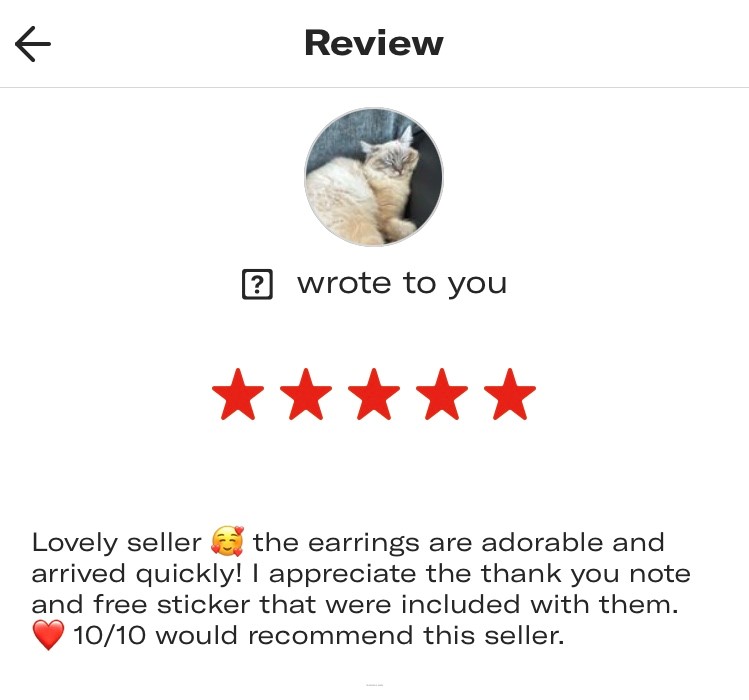 Review
? wrote to you
Lovely seller 🥰 the earrings are adorable and
arrived quickly! I appreciate the thank you note
and free sticker that were included with them.
❤️ 10/10 would recommend this seller.